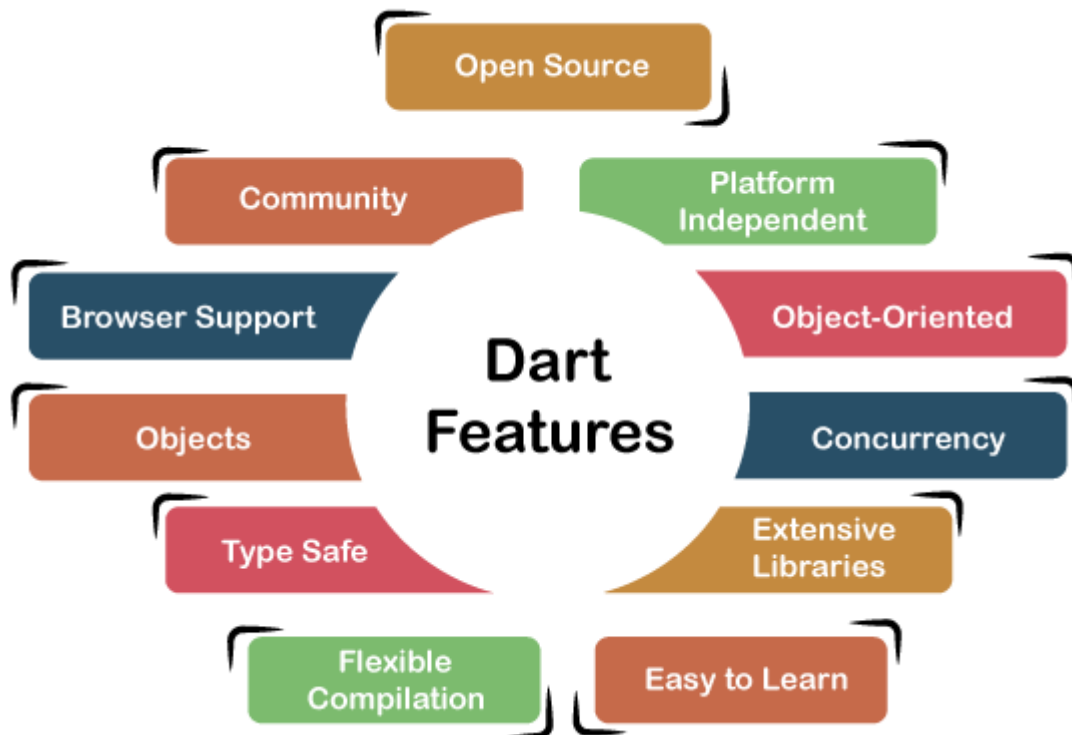 Open Source
Community
Platform
Independent
Browser Support
Object-Oriented
Dart
Features
Objects
Concurrency
Type Safe
Extensive
Libraries
Flexible
Compilation
Easy to Learn